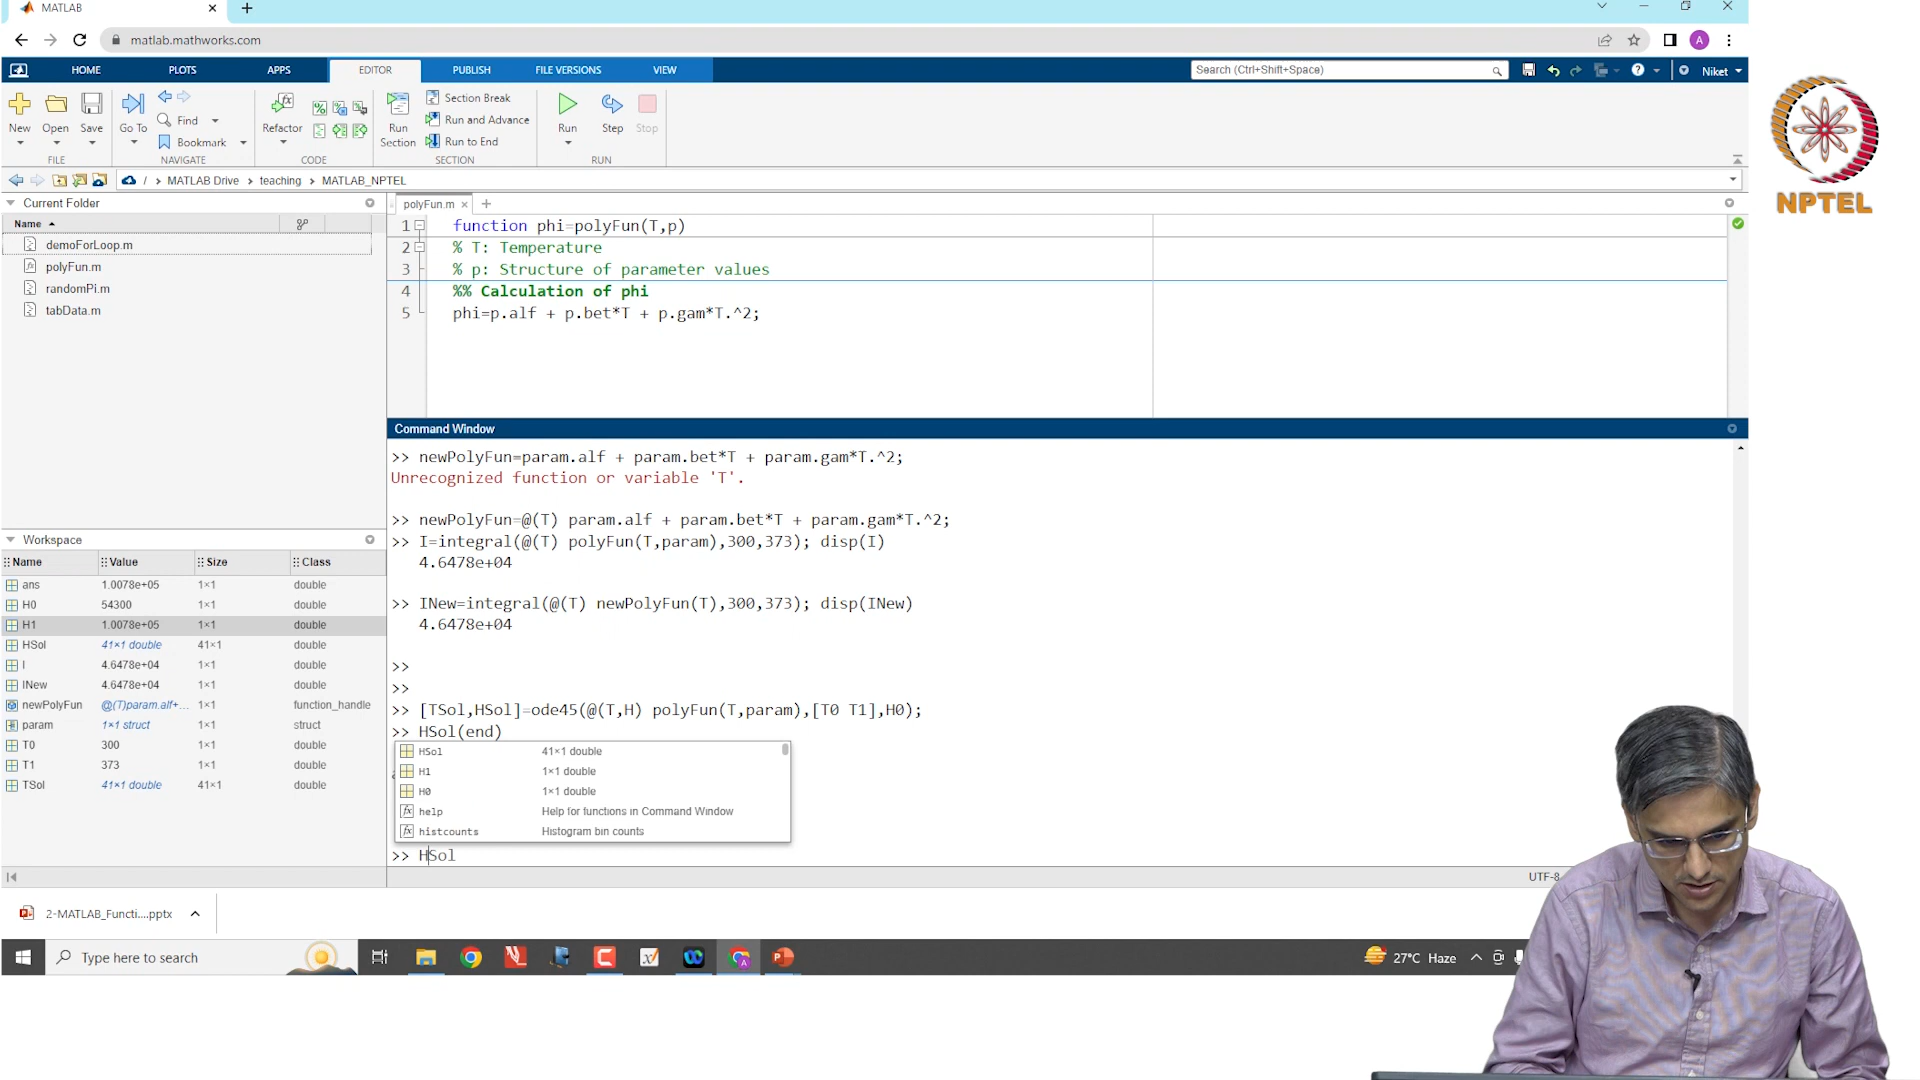 MATLAB
matlab.mathworks.com
A
HOME PLOTS APPS EDITOR PUBLISH FILE VERSIONS VIEW
Search (Ctrl+Shift+Space)
Niket
New Open Save Go To Find Bookmark Refactor Run Section Section Break Run and Advance Run to End Run Step Stop
FILE NAVIGATE CODE SECTION RUN
/ MATLAB Drive teaching MATLAB_NPTEL
NPTEL
Current Folder
Name
demoForLoop.m
polyFun.m
randomPi.m
tabData.m
polyFun.m
1 function phi=polyFun(T,p)
2 % T: Temperature
3 % p: Structure of parameter values
4 %% Calculation of phi
5 phi=p.alf + p.bet*T + p.gam*T.^2;
Command Window
>> newPolyFun=param.alf + param.bet*T + param.gam*T.^2;
Unrecognized function or variable 'T'.
>> newPolyFun=@(T) param.alf + param.bet*T + param.gam*T.^2;
>> I=integral(@(T) polyFun(T,param),300,373); disp(I)
4.6478e+04
>> INew=integral(@(T) newPolyFun(T),300,373); disp(INew)
4.6478e+04
>>
>>
>> [TSol,HSol]=ode45(@(T,H) polyFun(T,param),[T0 T1],H0);
>> HSol(end)
HSol 41×1 double
H1 1×1 double
H0 1×1 double
help Help for functions in Command Window
histcounts Histogram bin counts
>> HSol
Workspace
Name Value Size Class
ans 1.0078e+05 1×1 double
H0 54300 1×1 double
H1 1.0078e+05 1×1 double
HSol 41×1 double 41×1 double
I 4.6478e+04 1×1 double
INew 4.6478e+04 1×1 double
newPolyFun @(T)param.alf+... 1×1 function_handle
param 1×1 struct 1×1 struct
T0 300 1×1 double
T1 373 1×1 double
TSol 41×1 double 41×1 double
UTF-8
2-MATLAB_Functi....pptx
Type here to search
27°C Haze